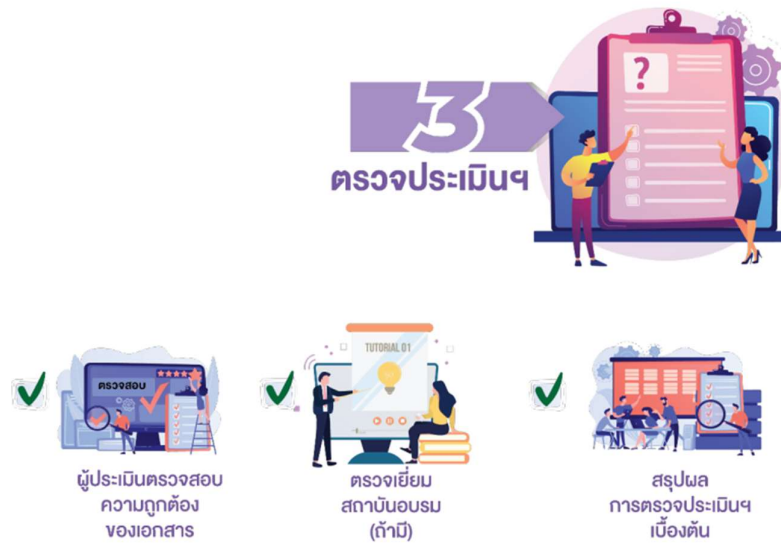 3
ตรวจประเมินฯ
?
ตรวจสอบ
TUTORIAL 01
ผู้ประเมินตรวจสอบ
ความถูกต้อง
ของเอกสาร
ตรวจเยี่ยม
สถาบันอบรม
(ถ้ามี)
สรุปผล
การตรวจประเมินฯ
เบื้องต้น